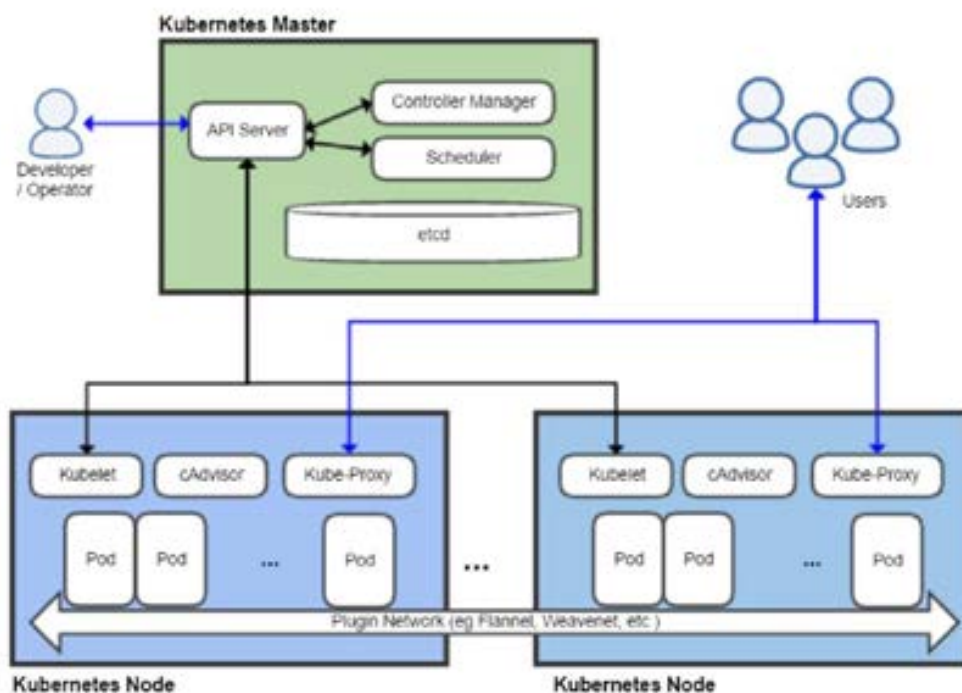 Kubernetes Master
API Server
Controller Manager
Scheduler
etcd
Developer
/ Operator
Users
Kubelet
cAdvisor
Kube-Proxy
Pod
Pod
...
Pod
...
Kubelet
cAdvisor
Kube-Proxy
Pod
Pod
...
Pod
Plugin Network (eg Flannel, Weavenet, etc )
Kubernetes Node
Kubernetes Node